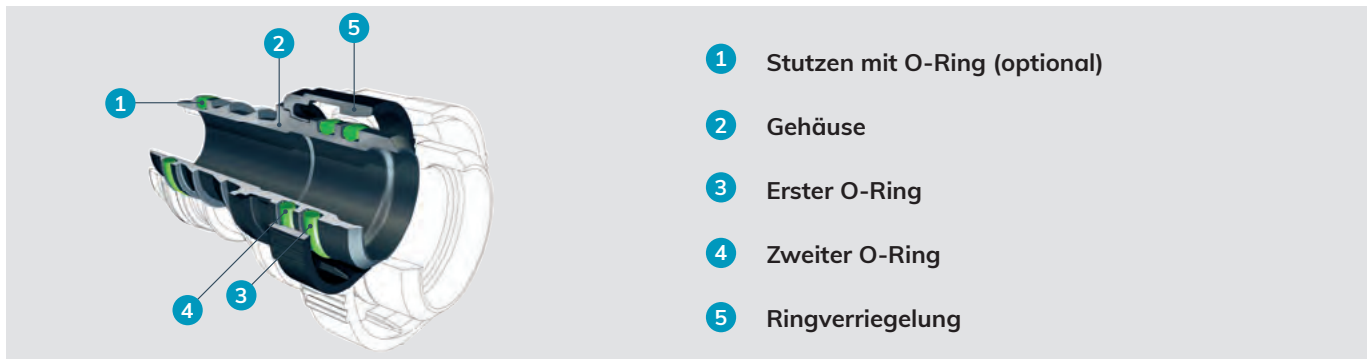 5
2
1
4
3
1 Stutzen mit O-Ring (optional)
2 Gehäuse
3 Erster O-Ring
4 Zweiter O-Ring
5 Ringverriegelung